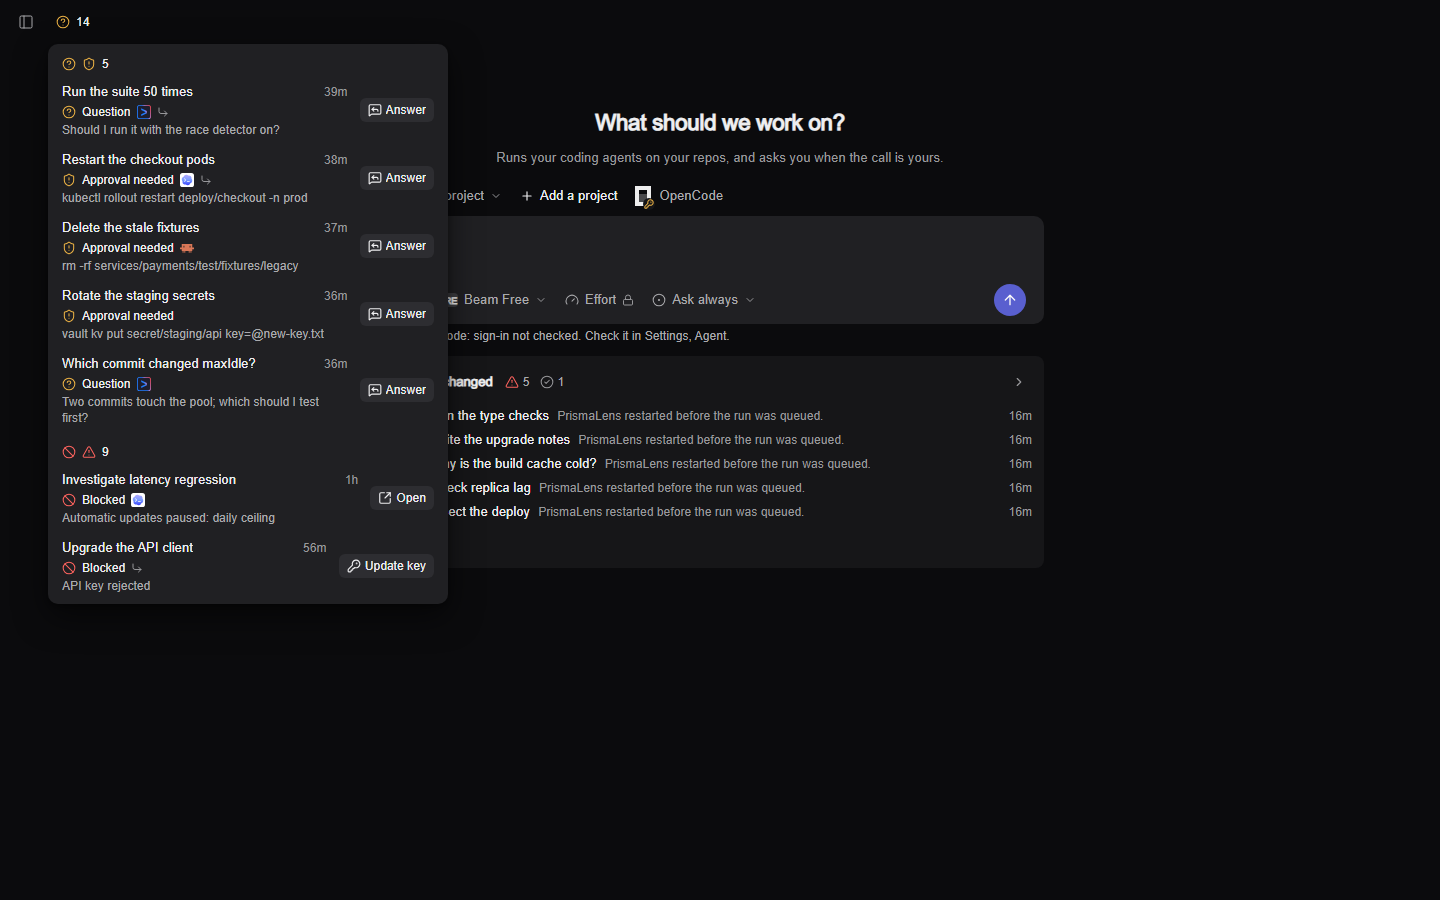 14
5
Run the suite 50 times 39m
Question
Should I run it with the race detector on?
Answer
Restart the checkout pods 38m
Approval needed
kubectl rollout restart deploy/checkout -n prod
Answer
Delete the stale fixtures 37m
Approval needed
rm -rf services/payments/test/fixtures/legacy
Answer
Rotate the staging secrets 36m
Approval needed
vault kv put secret/staging/api key=@new-key.txt
Answer
Which commit changed maxIdle? 36m
Question
Two commits touch the pool; which should I test
first?
Answer
9
Investigate latency regression 1h
Blocked
Automatic updates paused: daily ceiling
Open
Upgrade the API client 56m
Blocked
API key rejected
Update key
What should we work on?
Runs your coding agents on your repos, and asks you when the call is yours.
project Add a project OpenCode
Beam Free Effort Ask always
sign-in not checked. Check it in Settings, Agent.
5 1
the type checks PrismaLens restarted before the run was queued. 16m
the upgrade notes PrismaLens restarted before the run was queued. 16m
is the build cache cold? PrismaLens restarted before the run was queued. 16m
replica lag PrismaLens restarted before the run was queued. 16m
the deploy PrismaLens restarted before the run was queued. 16m